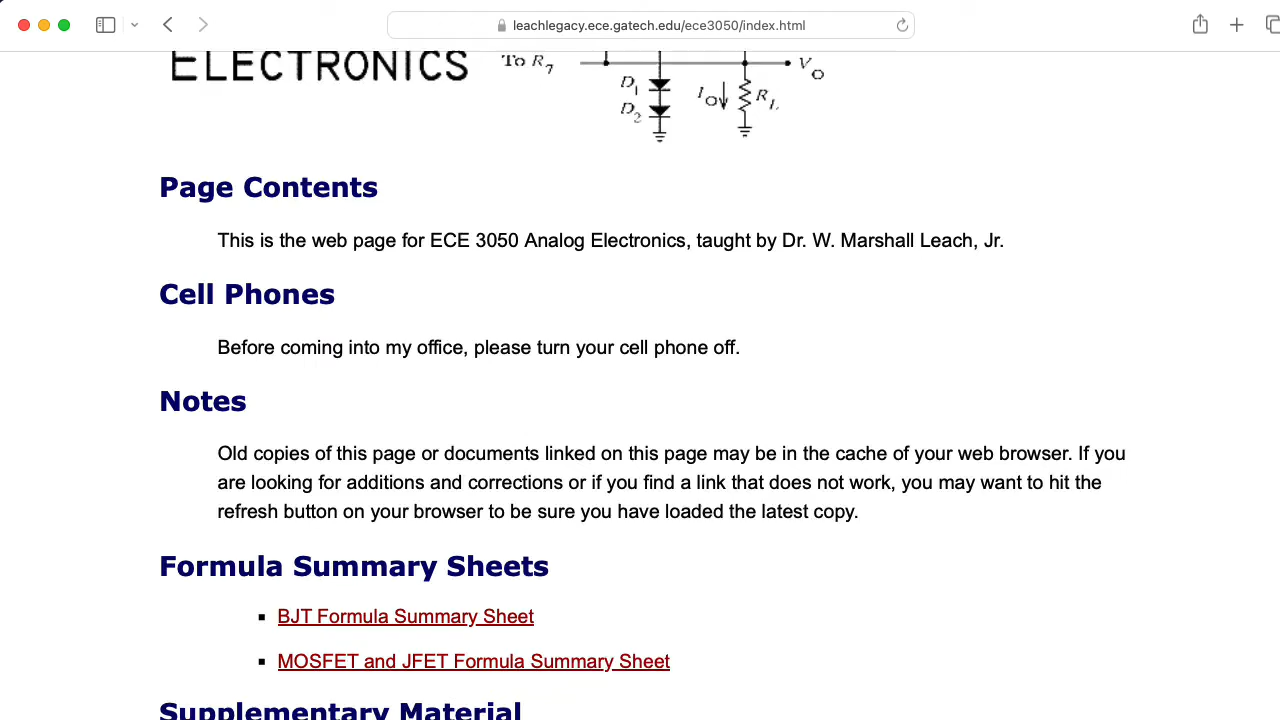 leachlegacy.ece.gatech.edu/ece3050/index.html
ELECTRONICS
To R7
VO
D1
IO
RL
D2
Page Contents
This is the web page for ECE 3050 Analog Electronics, taught by Dr. W. Marshall Leach, Jr.
Cell Phones
Before coming into my office, please turn your cell phone off.
Notes
Old copies of this page or documents linked on this page may be in the cache of your web browser. If you
are looking for additions and corrections or if you find a link that does not work, you may want to hit the
refresh button on your browser to be sure you have loaded the latest copy.
Formula Summary Sheets
BJT Formula Summary Sheet
MOSFET and JFET Formula Summary Sheet
Supplementary Material